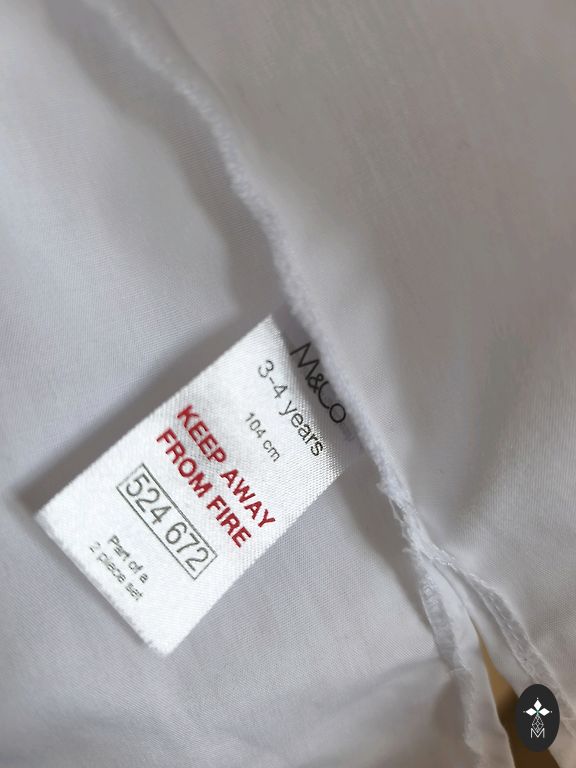 M&Co
3-4 years
104 cm
KEEP AWAY
FROM FIRE
524 672
Part of a
2 piece set
M